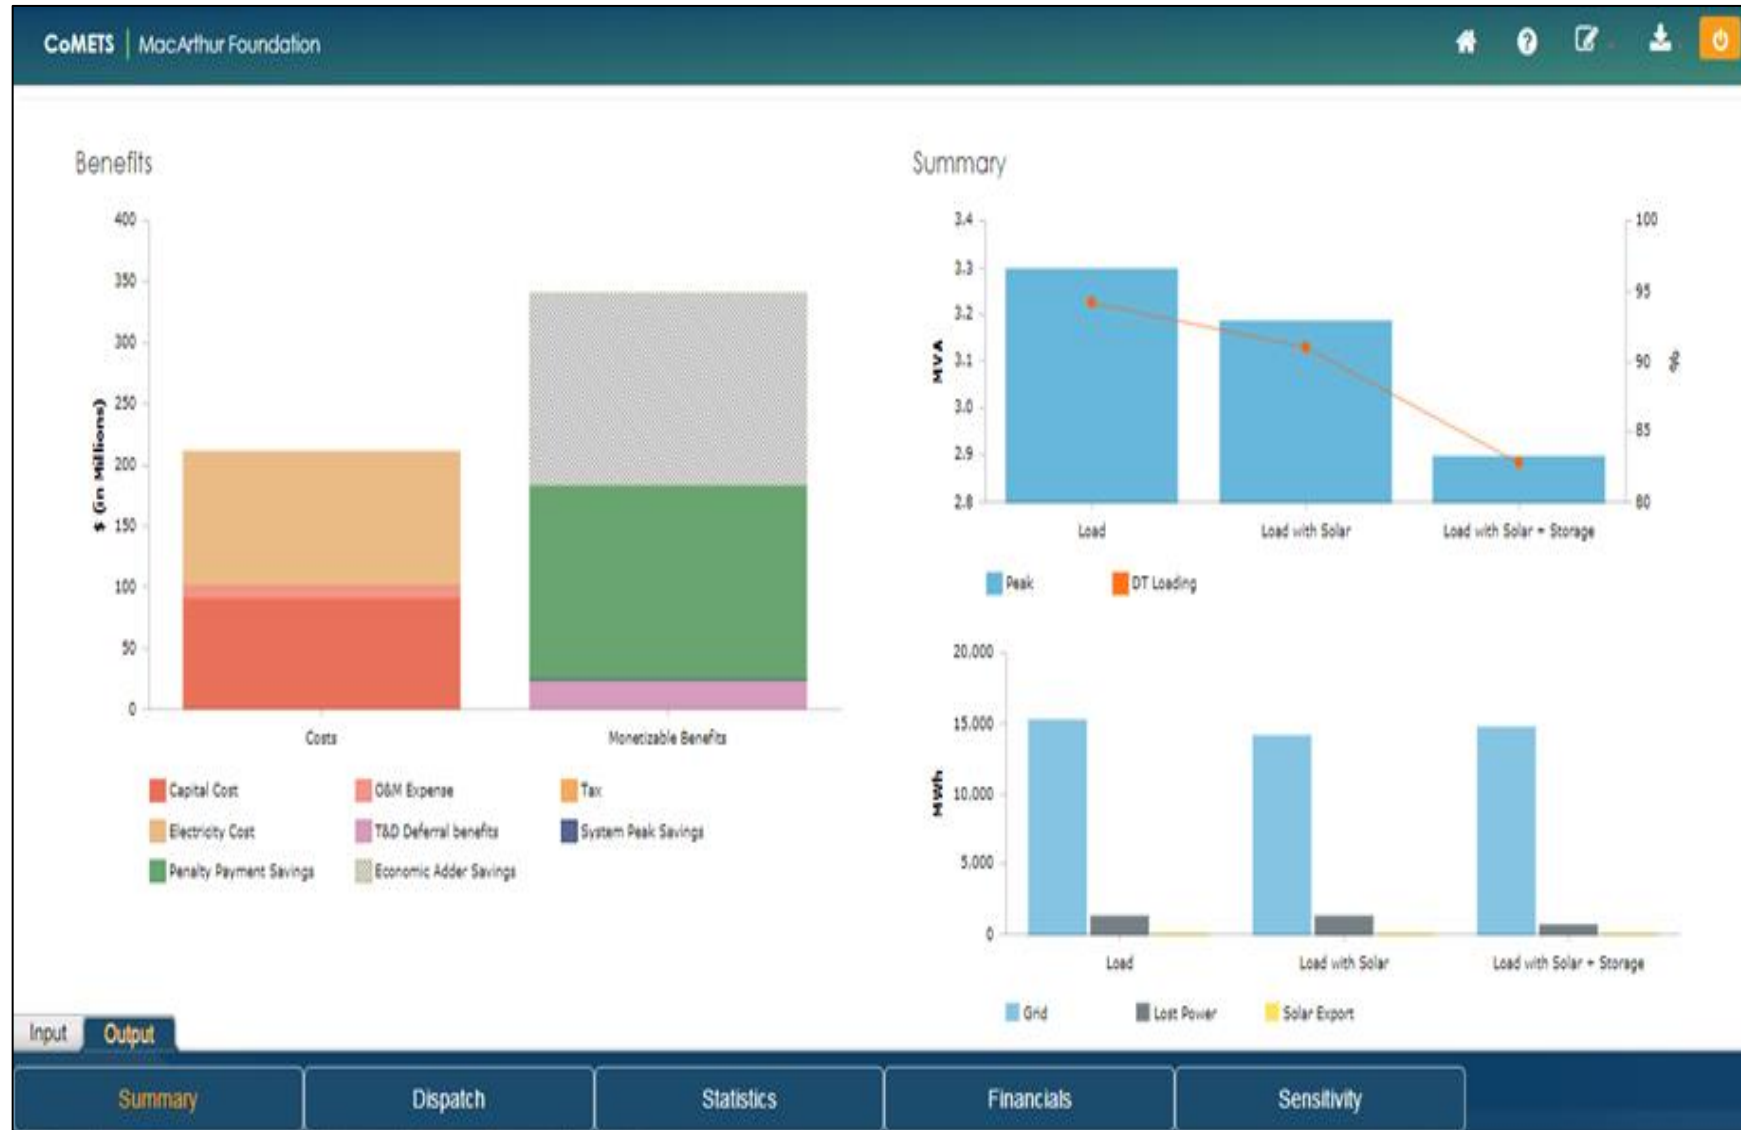 CoMETS | MacArthur Foundation
Benefits
400
350
300
250
200
150
100
50
0
$ (in Millions)
Costs
Monetizable Benefits
Capital Cost
O&M Expense
Tax
Electricity Cost
T&D Deferral benefits
System Peak Savings
Penalty Payment Savings
Economic Adder Savings
Summary
3.4
3.3
3.2
3.1
3.0
2.9
2.8
MVA
100
95
90
85
80
%
Load
Load with Solar
Load with Solar + Storage
Peak
DT Loading
20,000
15,000
10,000
5,000
0
MWh
Load
Load with Solar
Load with Solar + Storage
Grid
Lost Power
Solar Export
Input
Output
Summary
Dispatch
Statistics
Financials
Sensitivity